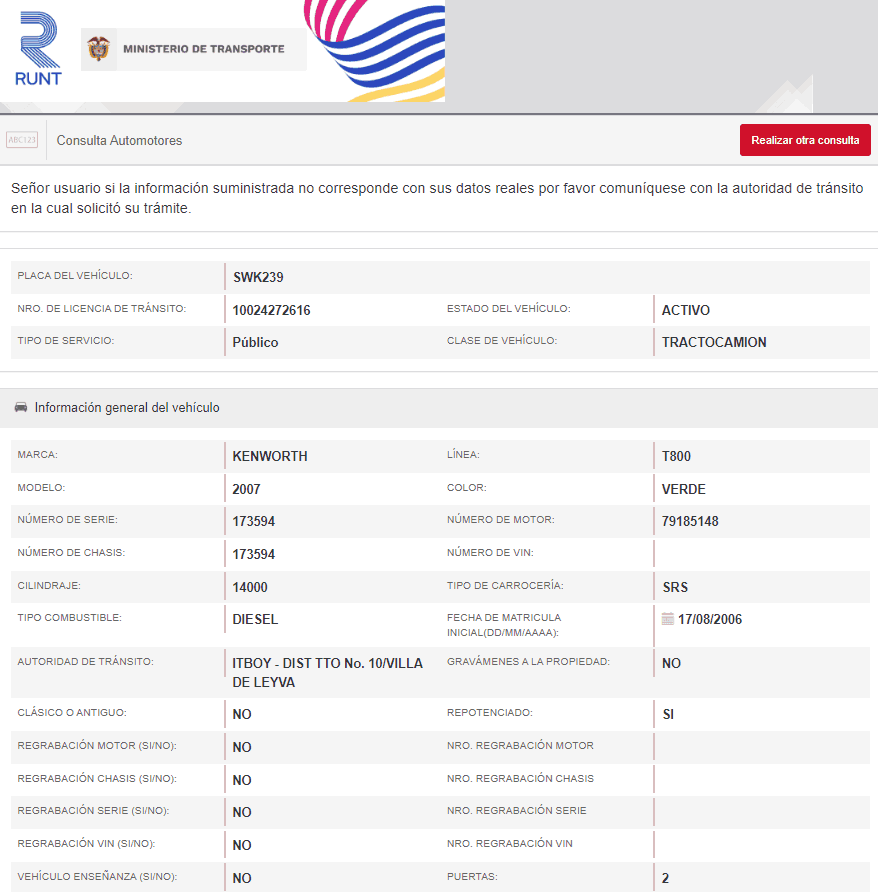 RUNT
MINISTERIO DE TRANSPORTE
ABC123
Consulta Automotores
Realizar otra consulta
Señor usuario si la información suministrada no corresponde con sus datos reales por favor comuníquese con la autoridad de tránsito
en la cual solicitó su trámite.
PLACA DEL VEHÍCULO: SWK239
NRO. DE LICENCIA DE TRÁNSITO: 10024272616 ESTADO DEL VEHÍCULO: ACTIVO
TIPO DE SERVICIO: Público CLASE DE VEHÍCULO: TRACTOCAMION
Información general del vehículo
MARCA: KENWORTH LÍNEA: T800
MODELO: 2007 COLOR: VERDE
NÚMERO DE SERIE: 173594 NÚMERO DE MOTOR: 79185148
NÚMERO DE CHASIS: 173594 NÚMERO DE VIN:
CILINDRAJE: 14000 TIPO DE CARROCERÍA: SRS
TIPO COMBUSTIBLE: DIESEL FECHA DE MATRICULA
INICIAL(DD/MM/AAAA): 17/08/2006
AUTORIDAD DE TRÁNSITO: ITBOY - DIST TTO No. 10/VILLA
DE LEYVA
GRAVÁMENES A LA PROPIEDAD: NO
CLÁSICO O ANTIGUO: NO REPOTENCIADO: SI
REGRABACIÓN MOTOR (SI/NO): NO NRO. REGRABACIÓN MOTOR
REGRABACIÓN CHASIS (SI/NO): NO NRO. REGRABACIÓN CHASIS
REGRABACIÓN SERIE (SI/NO): NO NRO. REGRABACIÓN SERIE
REGRABACIÓN VIN (SI/NO): NO NRO. REGRABACIÓN VIN
VEHÍCULO ENSEÑANZA (SI/NO): NO PUERTAS: 2